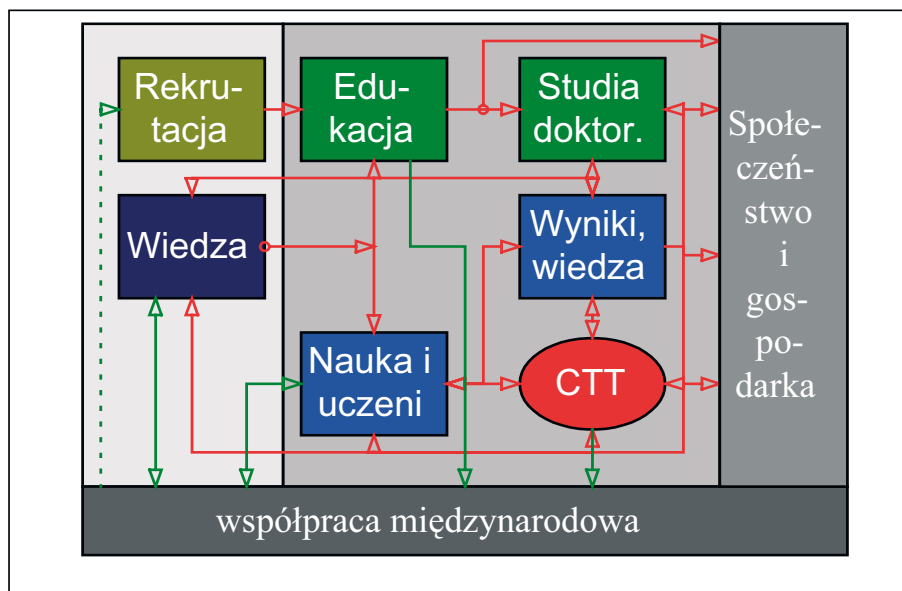 Rekru-
tacja
Edu-
kacja
Studia
doktor.
Wiedza
Wyniki,
wiedza
Nauka i
uczeni
CTT
Społe-
czeń-
stwo
i
gos-
po-
darka
współpraca międzynarodowa